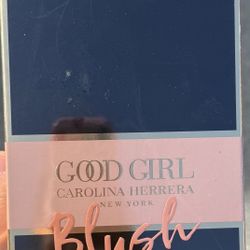 GOOD GIRL
CAROLINA HERRERA
NEW YORK
Blush